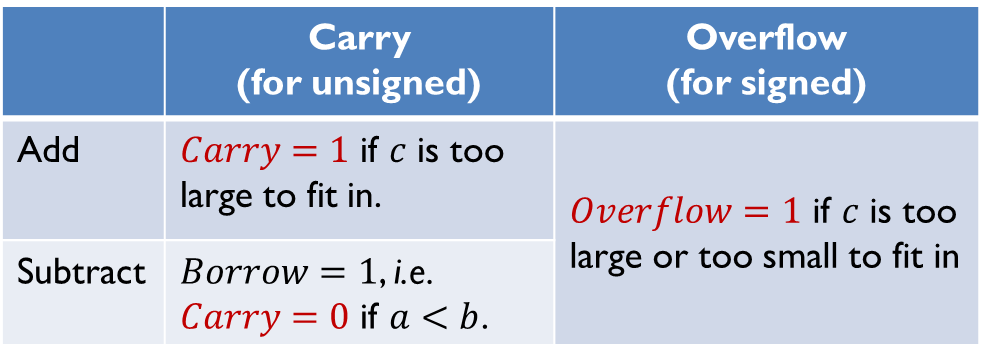 Carry
(for unsigned)
Overflow
(for signed)
Add
Carry = 1 if c is too
large to fit in.
Overflow = 1 if c is too
large or too small to fit in
Subtract
Borrow = 1, i.e.
Carry = 0 if a < b.